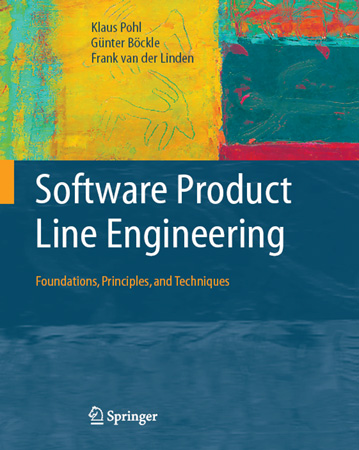 Klaus Pohl
Günter Böckle
Frank van der Linden
Software Product
Line Engineering
Foundations, Principles, and Techniques
Springer